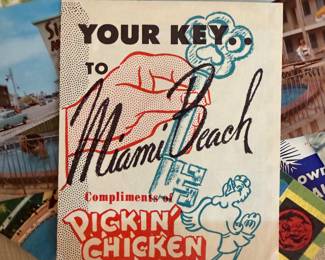 YOUR KEY.
TO
Miami Beach
Compliments of
PICKIN'
CHICKEN